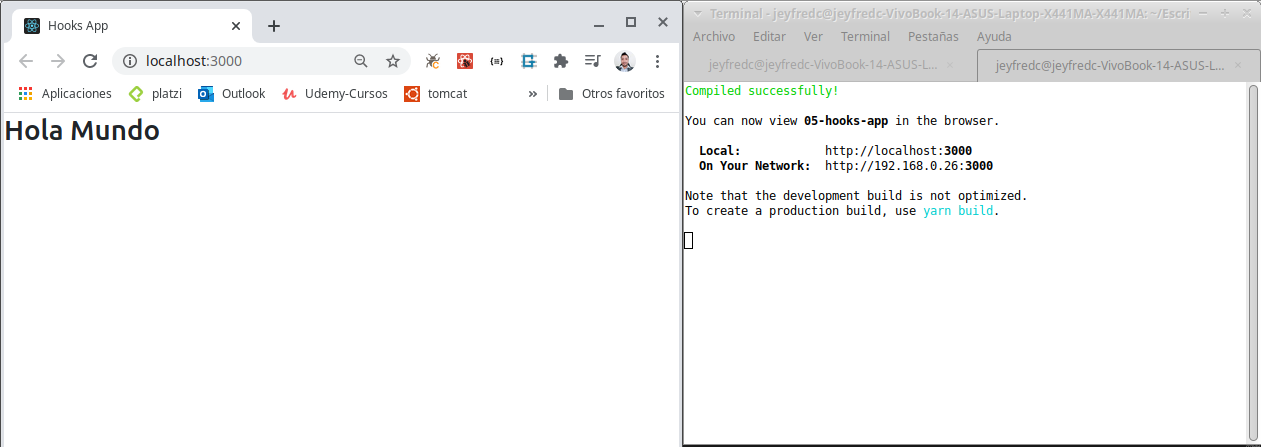 Hooks App
localhost:3000
Aplicaciones platzi Outlook Udemy-Cursos tomcat » Otros favoritos
Hola Mundo
Terminal - jeyfredc@jeyfredc-VivoBook-14-ASUS-Laptop-X441MA-X441MA: ~/Escri
Archivo Editar Ver Terminal Pestañas Ayuda
jeyfredc@jeyfredc-VivoBook-14-ASUS-L... jeyfredc@jeyfredc-VivoBook-14-ASUS-L...
Compiled successfully!
You can now view 05-hooks-app in the browser.
Local: http://localhost:3000
On Your Network: http://192.168.0.26:3000
Note that the development build is not optimized.
To create a production build, use yarn build.